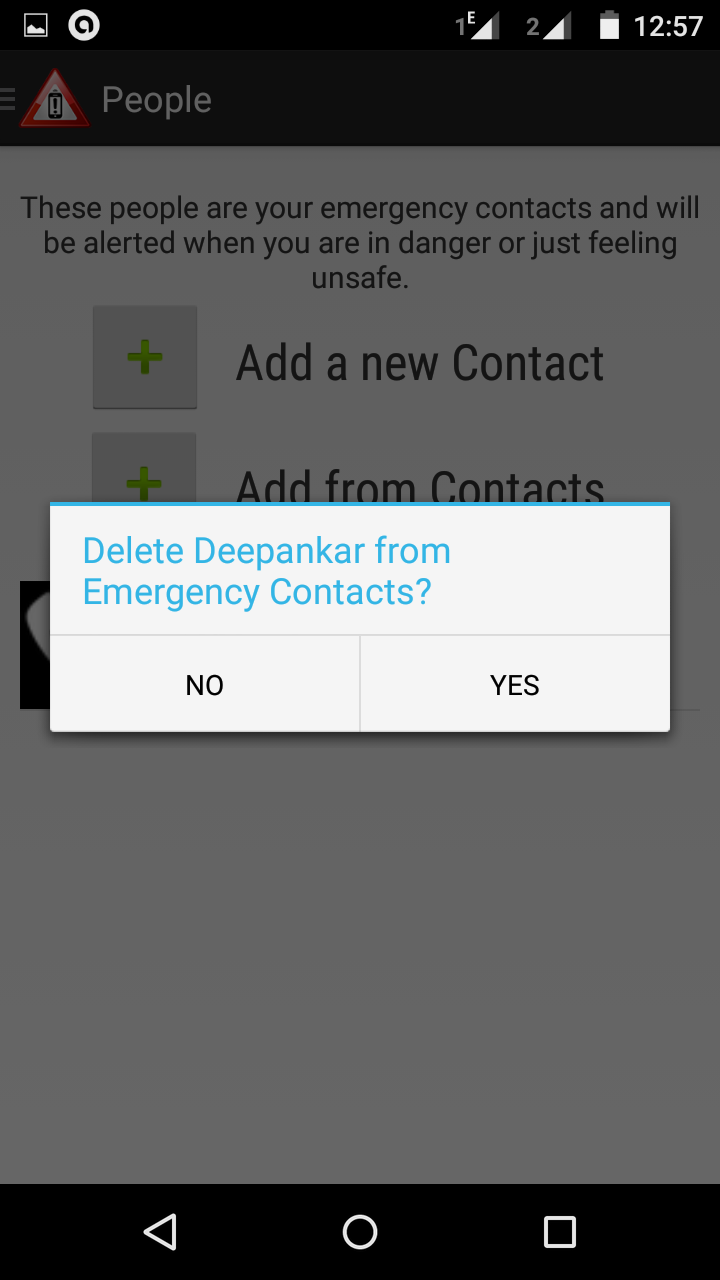 1 E 2 12:57
People
These people are your emergency contacts and will
be alerted when you are in danger or just feeling
unsafe.
Add a new Contact
Add from Contacts
Delete Deepankar from
Emergency Contacts?
NO YES